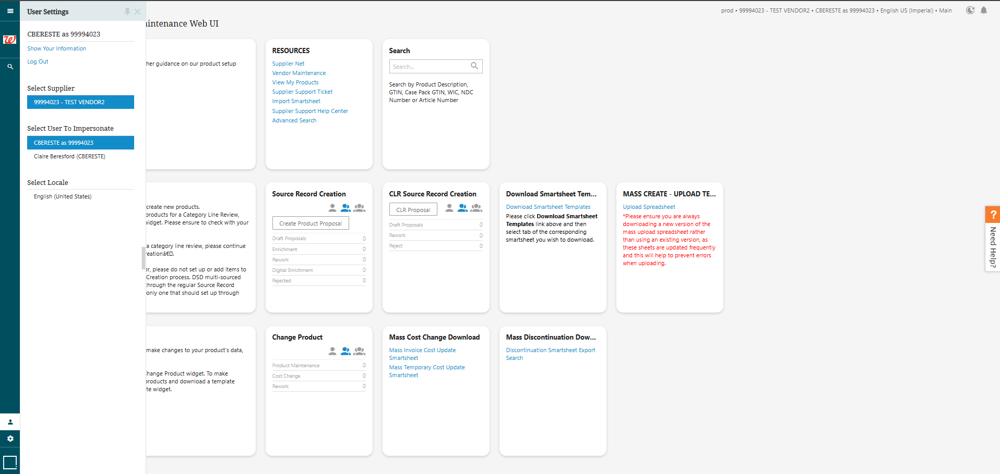 User Settings
CBERESTE as 99994023
Show Your Information
Log Out
Select Supplier
99994023 - TEST VENDOR2
Select User To Impersonate
CBERESTE as 99994023
Claire Beresford (CBERESTE)
Select Locale
English (United States)
prod • 99994023 - TEST VENDOR2 • CBERESTE as 99994023 • English US (Imperial) • Main
intenance Web UI
her guidance on our product setup
RESOURCES
Supplier Net
Vendor Maintenance
View My Products
Supplier Support Ticket
Import Smartsheet
Supplier Support Help Center
Advanced Search
Search
Search...
Search by Product Description,
GTIN, Case Pack GTIN, WIC, NDC
Number or Article Number
create new products.
products for a Category Line Review,
widget. Please ensure to check with your
a category line review, please continue
reationâ€.
or, please do not set up or add items to
Creation process. DSD multi-sourced
through the regular Source Record
only one that should set up through
Source Record Creation
Create Product Proposal
Draft Proposals 0
Enrichment 0
Rework 0
Digital Enrichment 0
Rejected 0
CLR Source Record Creation
CLR Proposal
Draft Proposals 0
Rework 0
Reject 0
Download Smartsheet Tem...
Download Smartsheet Templates
Please click Download Smartsheet
Templates link above and then
select tab of the corresponding
smartsheet you wish to download.
MASS CREATE - UPLOAD TE...
Upload Spreadsheet
*Please ensure you are always
downloading a new version of the
mass upload spreadsheet rather
than using an existing version, as
these sheets are updated frequently
and this will help to prevent errors
when uploading.
? Need Help?
make changes to your product's data,
Change Product widget. To make
products and download a template
te widget.
Change Product
Product Maintenance 0
Cost Change 0
Rework 0
Mass Cost Change Download
Mass Invoice Cost Update
Smartsheet
Mass Temporary Cost Update
Smartsheet
Mass Discontinuation Dow...
Discontinuation Smartsheet Export
Search